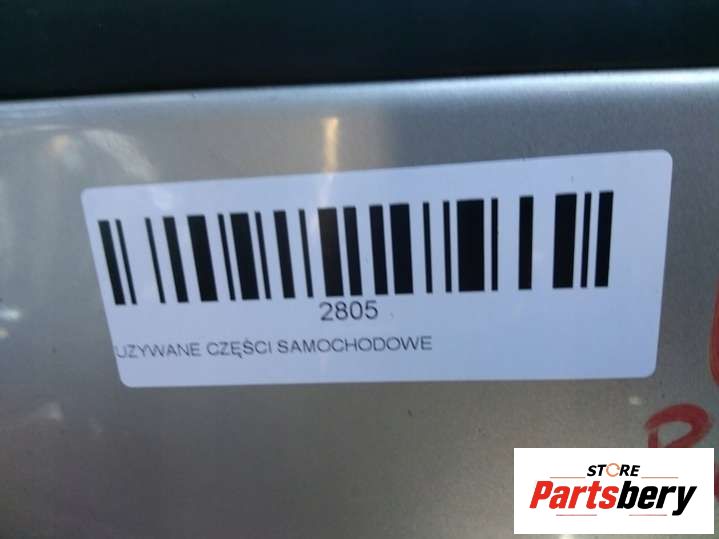 2805
UZYWANE CZĘŚCI SAMOCHODOWE
STORE
Partsbery